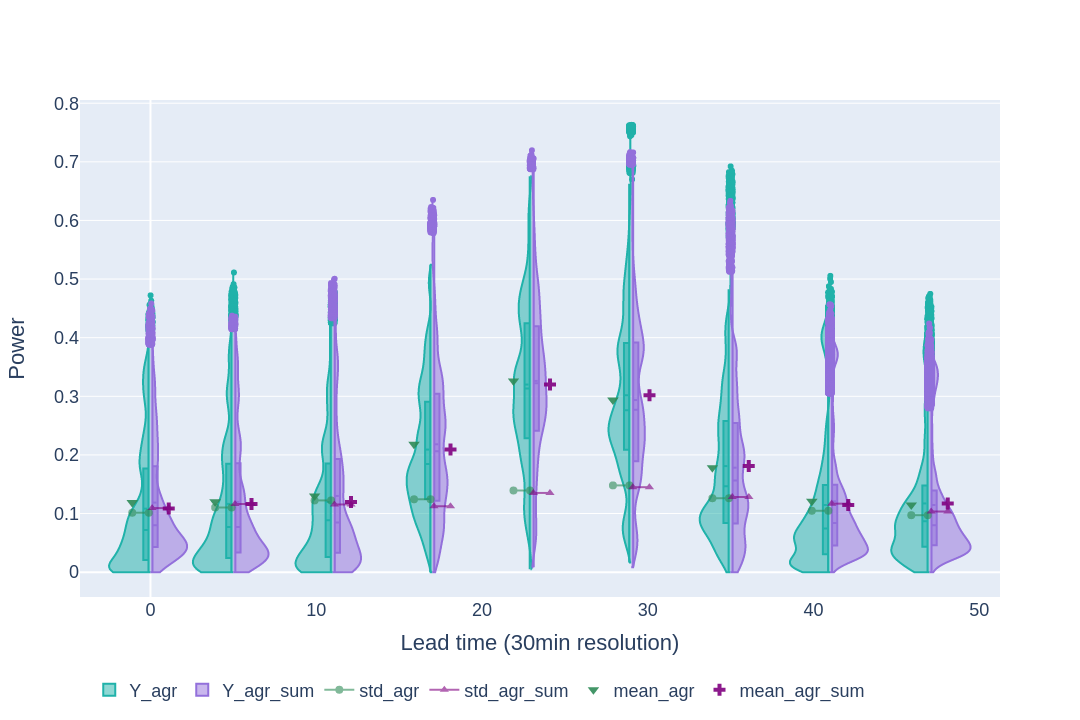 0.8
0.7
0.6
0.5
0.4
0.3
0.2
0.1
0
Power
0 10 20 30 40 50
Lead time (30min resolution)
Y_agr Y_agr_sum std_agr std_agr_sum mean_agr mean_agr_sum